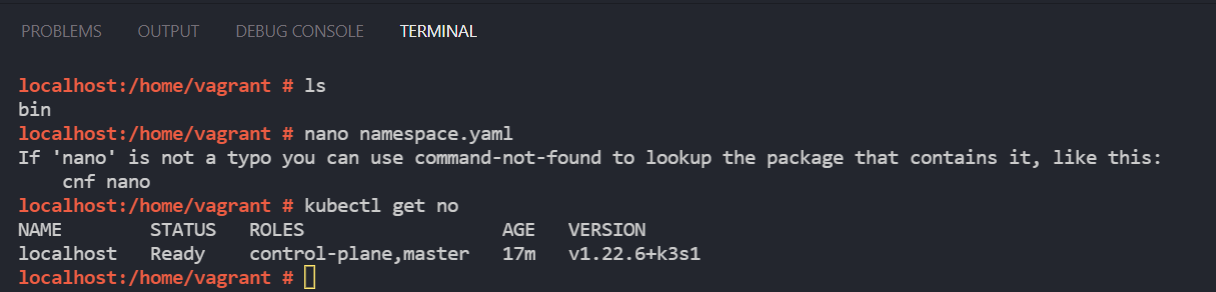 PROBLEMS OUTPUT DEBUG CONSOLE TERMINAL
localhost:/home/vagrant # ls
bin
localhost:/home/vagrant # nano namespace.yaml
If 'nano' is not a typo you can use command-not-found to lookup the package that contains it, like this:
    cnf nano
localhost:/home/vagrant # kubectl get no
NAME        STATUS   ROLES                  AGE   VERSION
localhost   Ready    control-plane,master   17m   v1.22.6+k3s1
localhost:/home/vagrant #